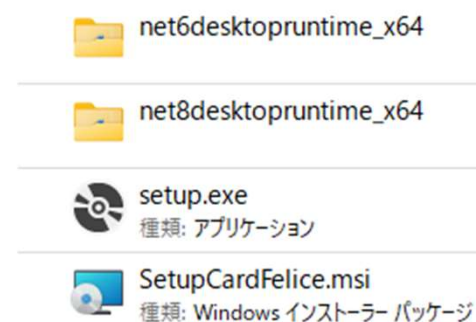 net6desktopruntime_x64
net8desktopruntime_x64
setup.exe
種類: アプリケーション
SetupCardFelice.msi
種類: Windows インストーラー パッケージ